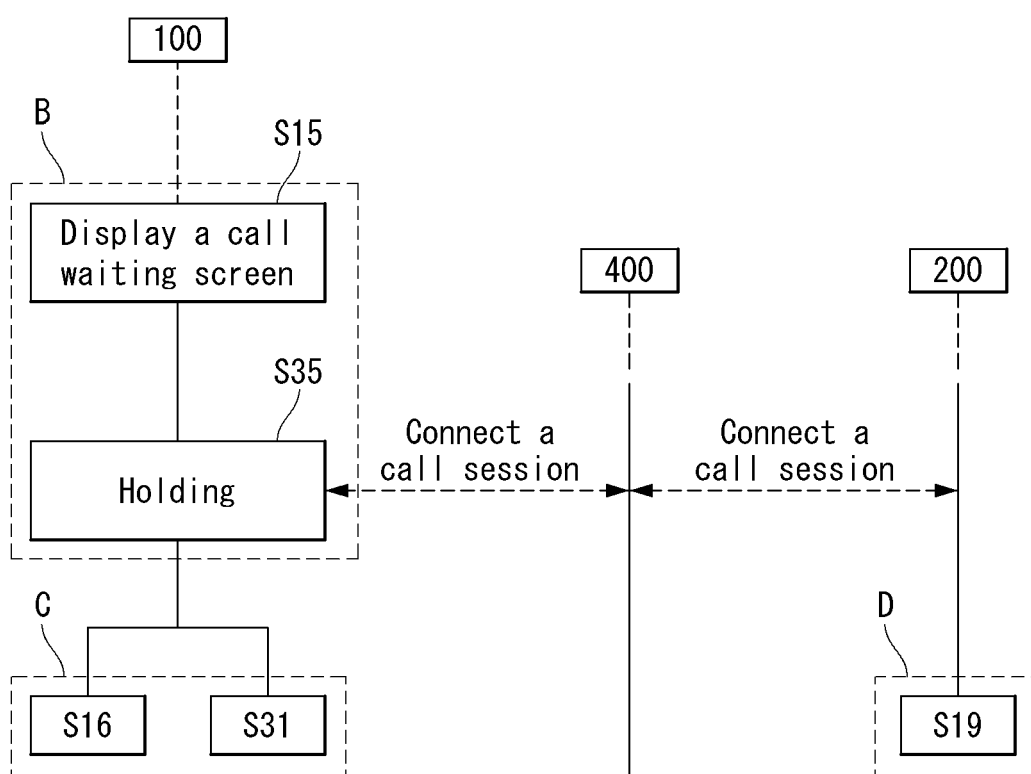 100
B
S15
Display a call
waiting screen
400
200
S35
Holding
Connect a
call session
Connect a
call session
C
D
S16
S31
S19